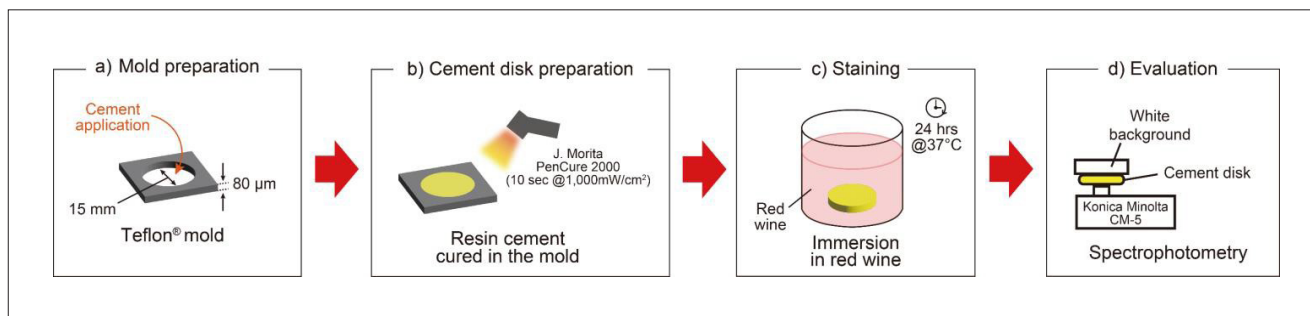 a) Mold preparation
Cement
application
15 mm
80 µm
Teflon® mold
b) Cement disk preparation
J. Morita
PenCure 2000
(10 sec @1,000mW/cm²)
Resin cement
cured in the mold
c) Staining
24 hrs
@37°C
Red
wine
Immersion
in red wine
d) Evaluation
White
background
Cement disk
Konica Minolta
CM-5
Spectrophotometry